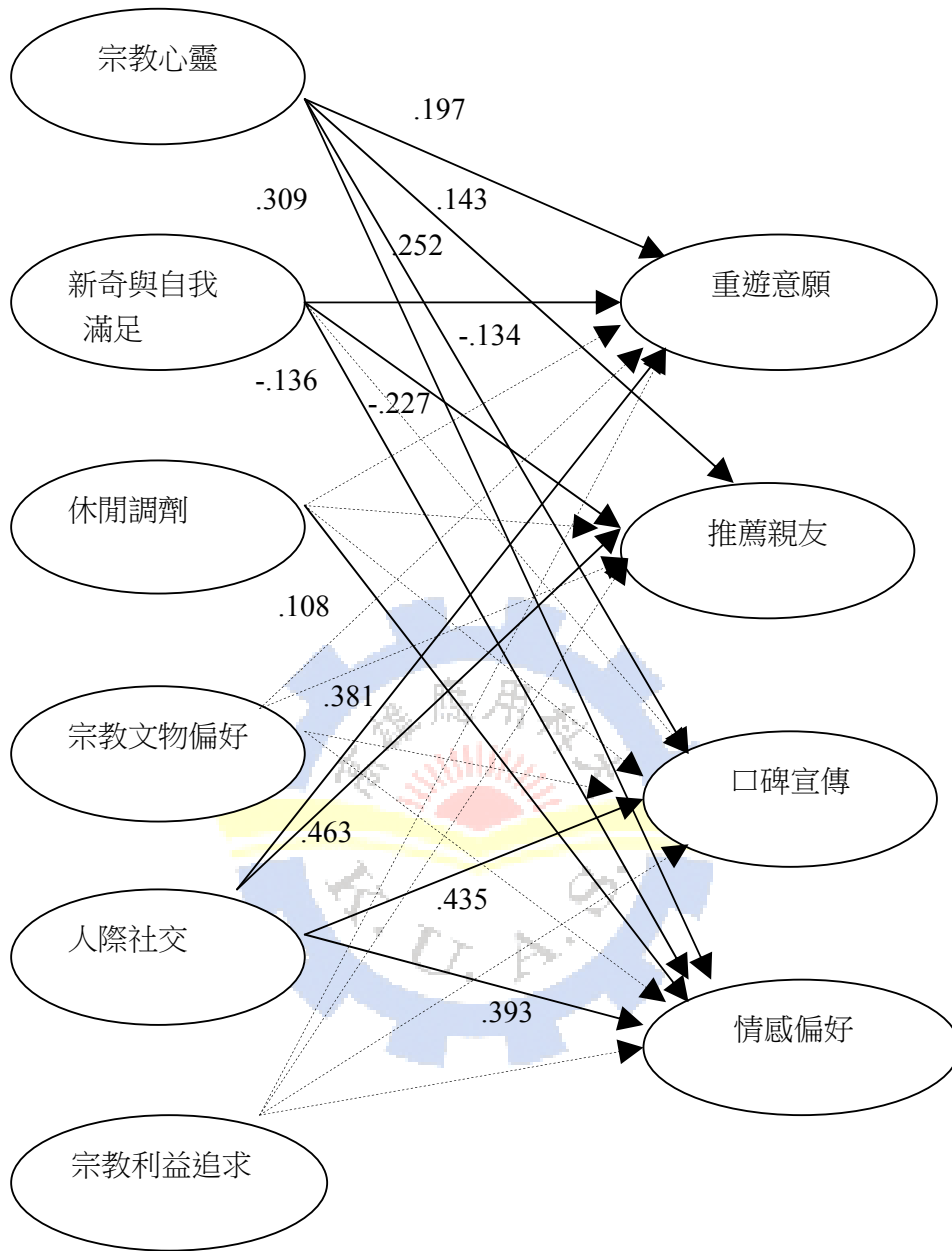 宗教心靈
.197
.309
.143
.252
新奇與自我
滿足
重遊意願
-.134
-.136
-.227
休閒調劑
推薦親友
.108
.381
宗教文物偏好
口碑宣傳
.463
.435
人際社交
K.U.A.S
.393
情感偏好
宗教利益追求